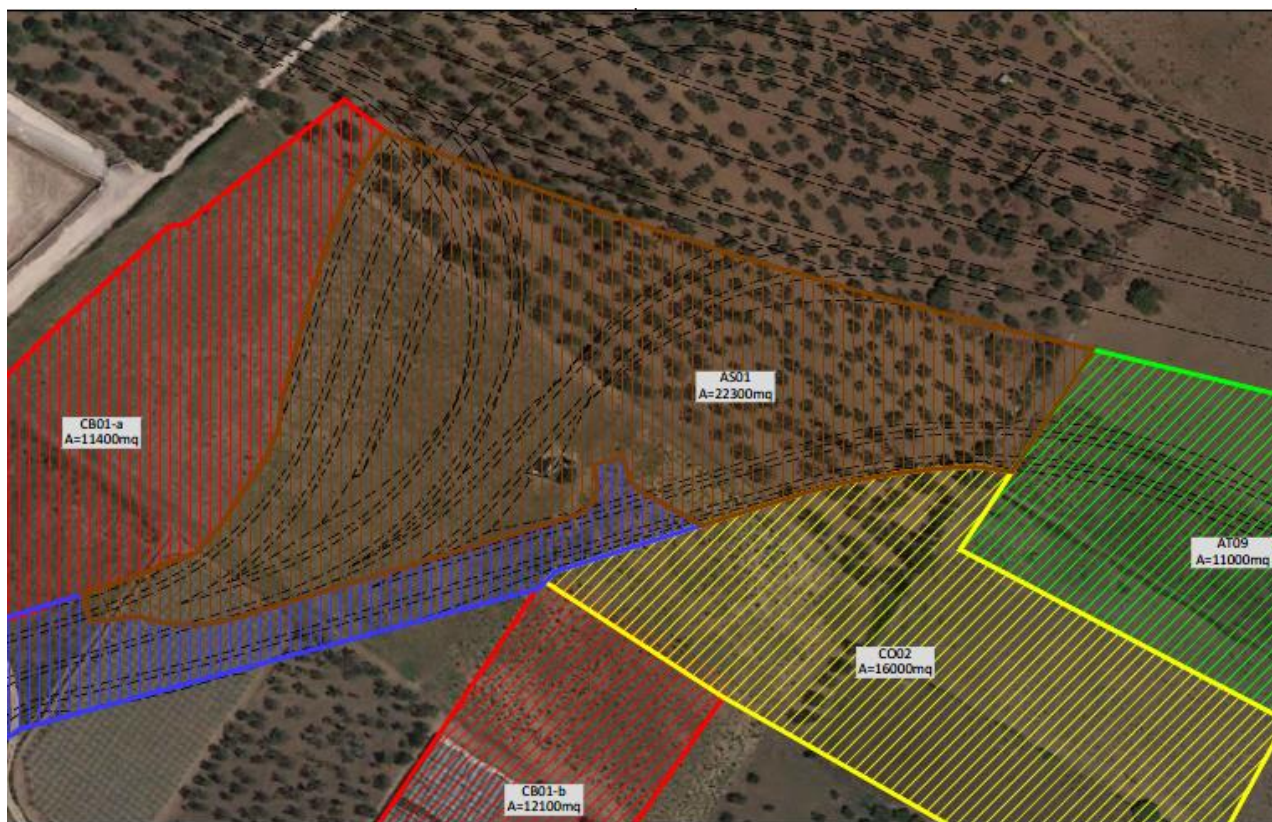 AS01
A=22300mq
CB01-a
A=11400mq
AT09
A=11000mq
CO02
A=16000mq
CB01-b
A=12100mq